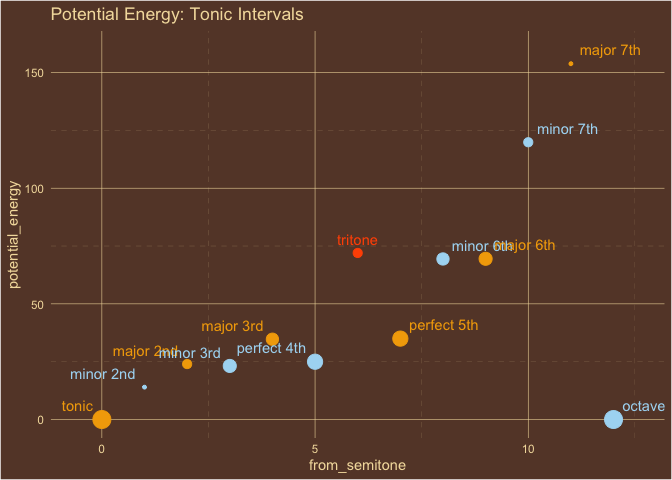 Potential Energy: Tonic Intervals
major 7th
150
minor 7th
100
tritone
minor 6th
major 6th
50
major 3rd
perfect 5th
perfect 4th
major 2nd
minor 3rd
minor 2nd
tonic
octave
0
0
5
10
from_semitone
potential_energy